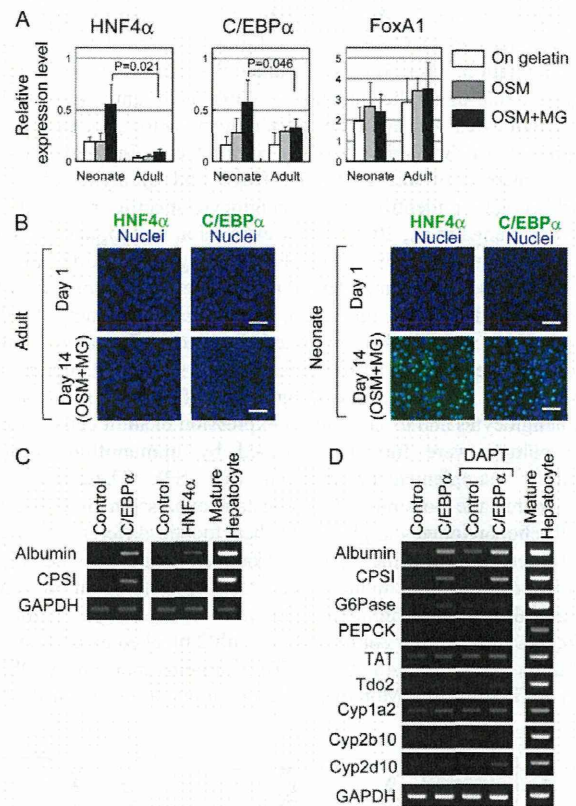 A
HNF4α
C/EBPα
FoxA1
Relative expression level
1
0.5
0
P=0.021
Neonate Adult
1
0.5
0
P=0.046
Neonate Adult
5
4
3
2
1
0
Neonate Adult
On gelatin
OSM
OSM+MG
B
HNF4α
Nuclei
C/EBPα
Nuclei
Adult
Day 1
Day 14
(OSM+MG)
HNF4α
Nuclei
C/EBPα
Nuclei
Neonate
Day 1
Day 14
(OSM+MG)
C
Control
C/EBPα
Control
HNF4α
Mature
Hepatocyte
Albumin
CPSI
GAPDH
D
DAPT
Control
C/EBPα
Control
C/EBPα
Mature
Hepatocyte
Albumin
CPSI
G6Pase
PEPCK
TAT
Tdo2
Cyp1a2
Cyp2b10
Cyp2d10
GAPDH